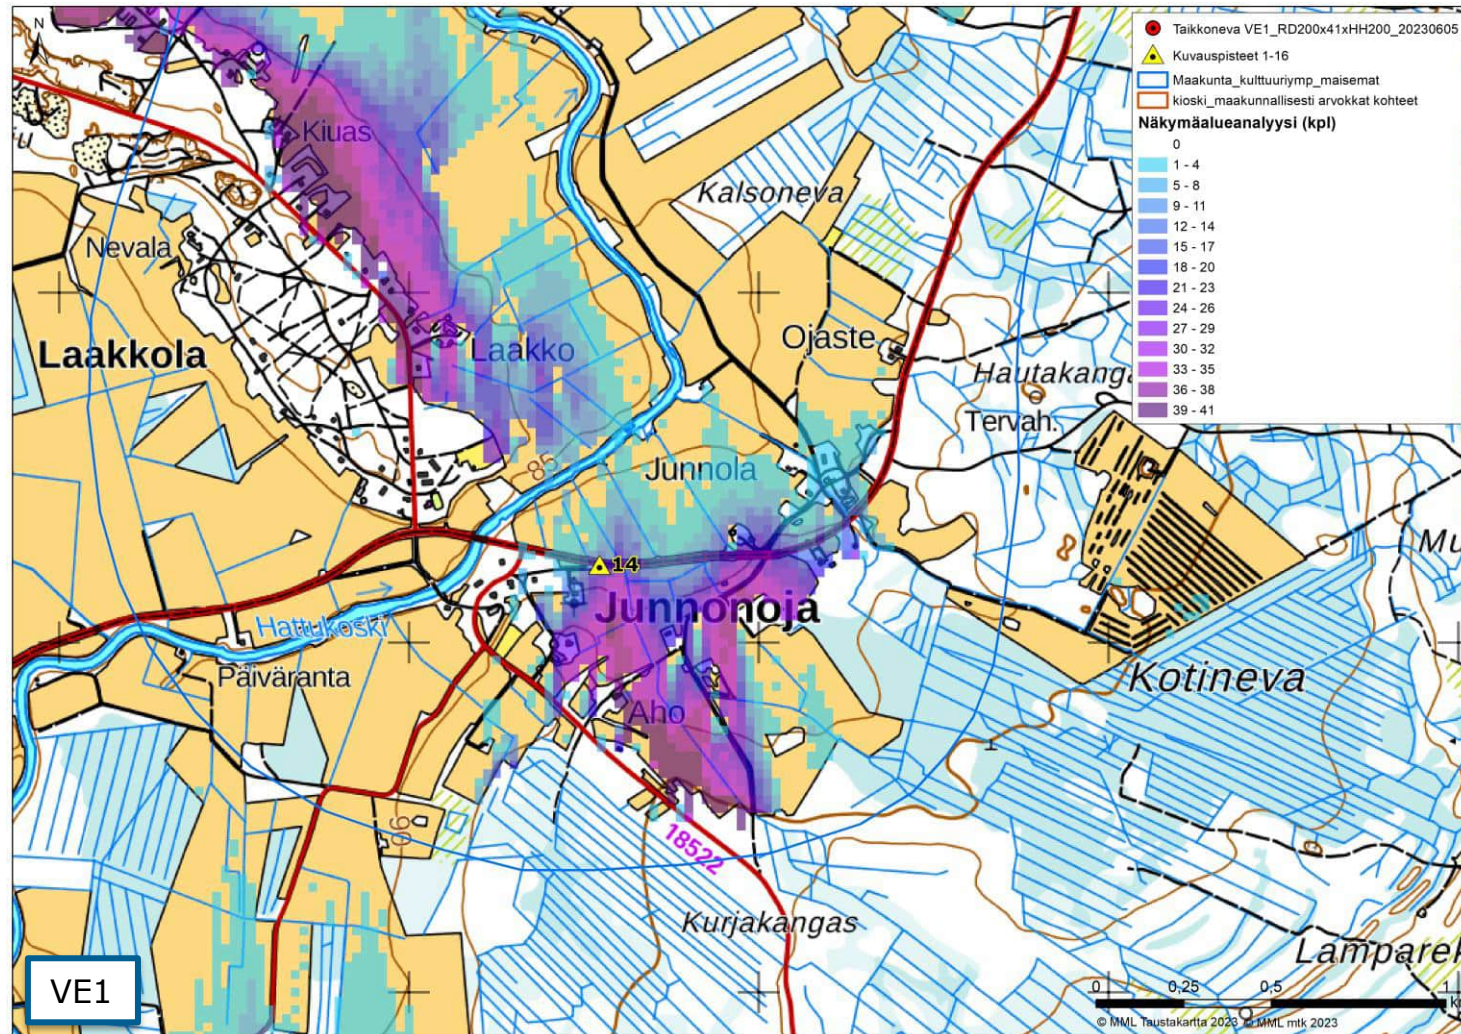 N
Taikkoneva VE1_RD200x41xHH200_20230605
Kuvauspisteet 1-16
Maakunta_kulttuuriymp_maisemat
kioski_maakunnallisesti arvokkat kohteet
Näkymäalueanalyysi (kpl)
0
1 - 4
5 - 8
9 - 11
12 - 14
15 - 17
18 - 20
21 - 23
24 - 26
27 - 29
30 - 32
33 - 35
36 - 38
39 - 41
Kiuas
Kalsoneva
Nevala
Laakkola
Laakko
Ojaste
Hautakanga
Tervah.
Junnola
14
Junnonoja
Hattukoski
Päiväranta
Kotineva
Aho
18522
Kurjakangas
Lamparek
VE1
0 0,25 0,5 1
© MML Taustakartta 2023 © MML mtk 2023